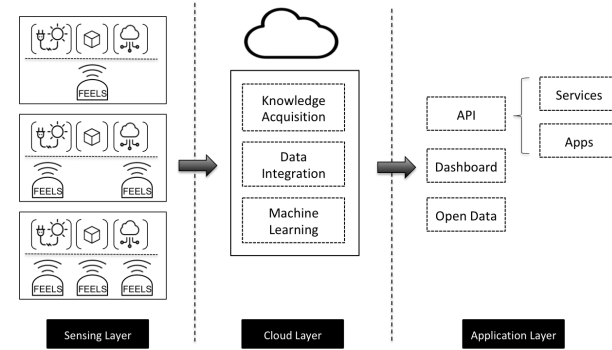 FEELS
FEELS
FEELS
FEELS
FEELS
FEELS
Sensing Layer
Knowledge
Acquisition
Data
Integration
Machine
Learning
Cloud Layer
API
Services
Apps
Dashboard
Open Data
Application Layer